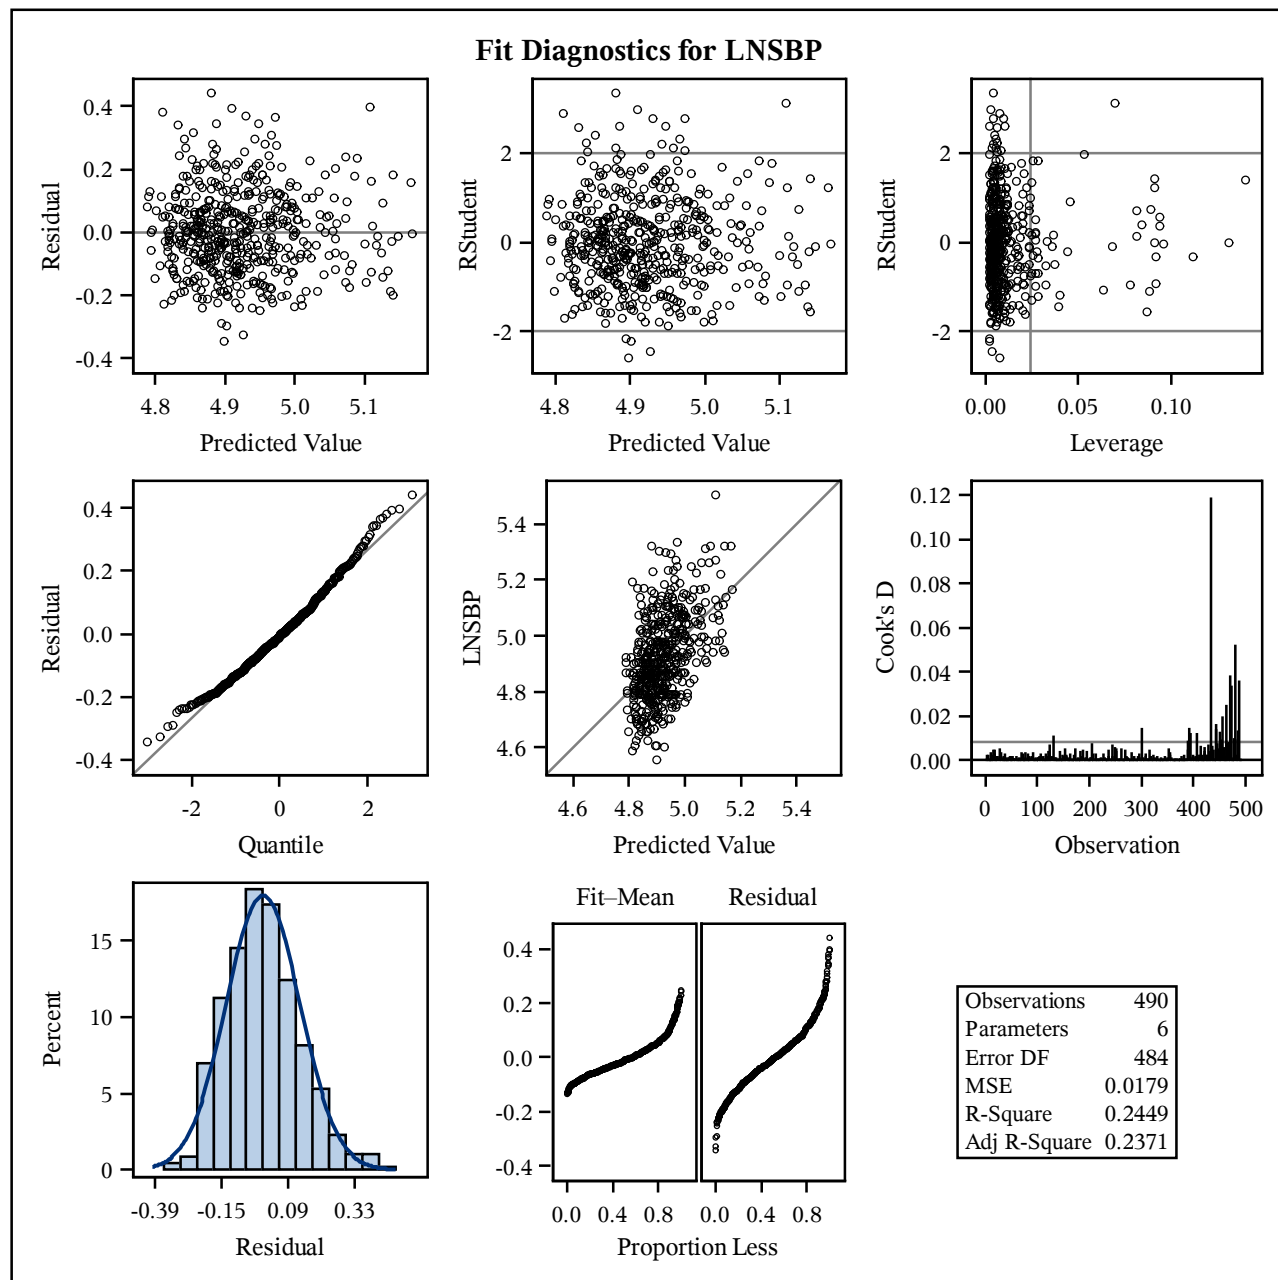 Fit Diagnostics for LNSBP
Residual
0.4
0.2
0.0
-0.2
-0.4
4.8 4.9 5.0 5.1
Predicted Value
RStudent
2
0
-2
4.8 4.9 5.0 5.1
Predicted Value
RStudent
2
0
-2
0.00 0.05 0.10
Leverage
Residual
0.4
0.2
0.0
-0.2
-0.4
-2 0 2
Quantile
LNSBP
5.4
5.2
5.0
4.8
4.6
4.6 4.8 5.0 5.2 5.4
Predicted Value
Cook's D
0.12
0.10
0.08
0.06
0.04
0.02
0.00
0 100 200 300 400 500
Observation
Percent
15
10
5
0
-0.39 -0.15 0.09 0.33
Residual
Fit–Mean Residual
0.4
0.2
0.0
-0.2
-0.4
0.0 0.4 0.8 0.0 0.4 0.8
Proportion Less
Observations 490
Parameters 6
Error DF 484
MSE 0.0179
R-Square 0.2449
Adj R-Square 0.2371